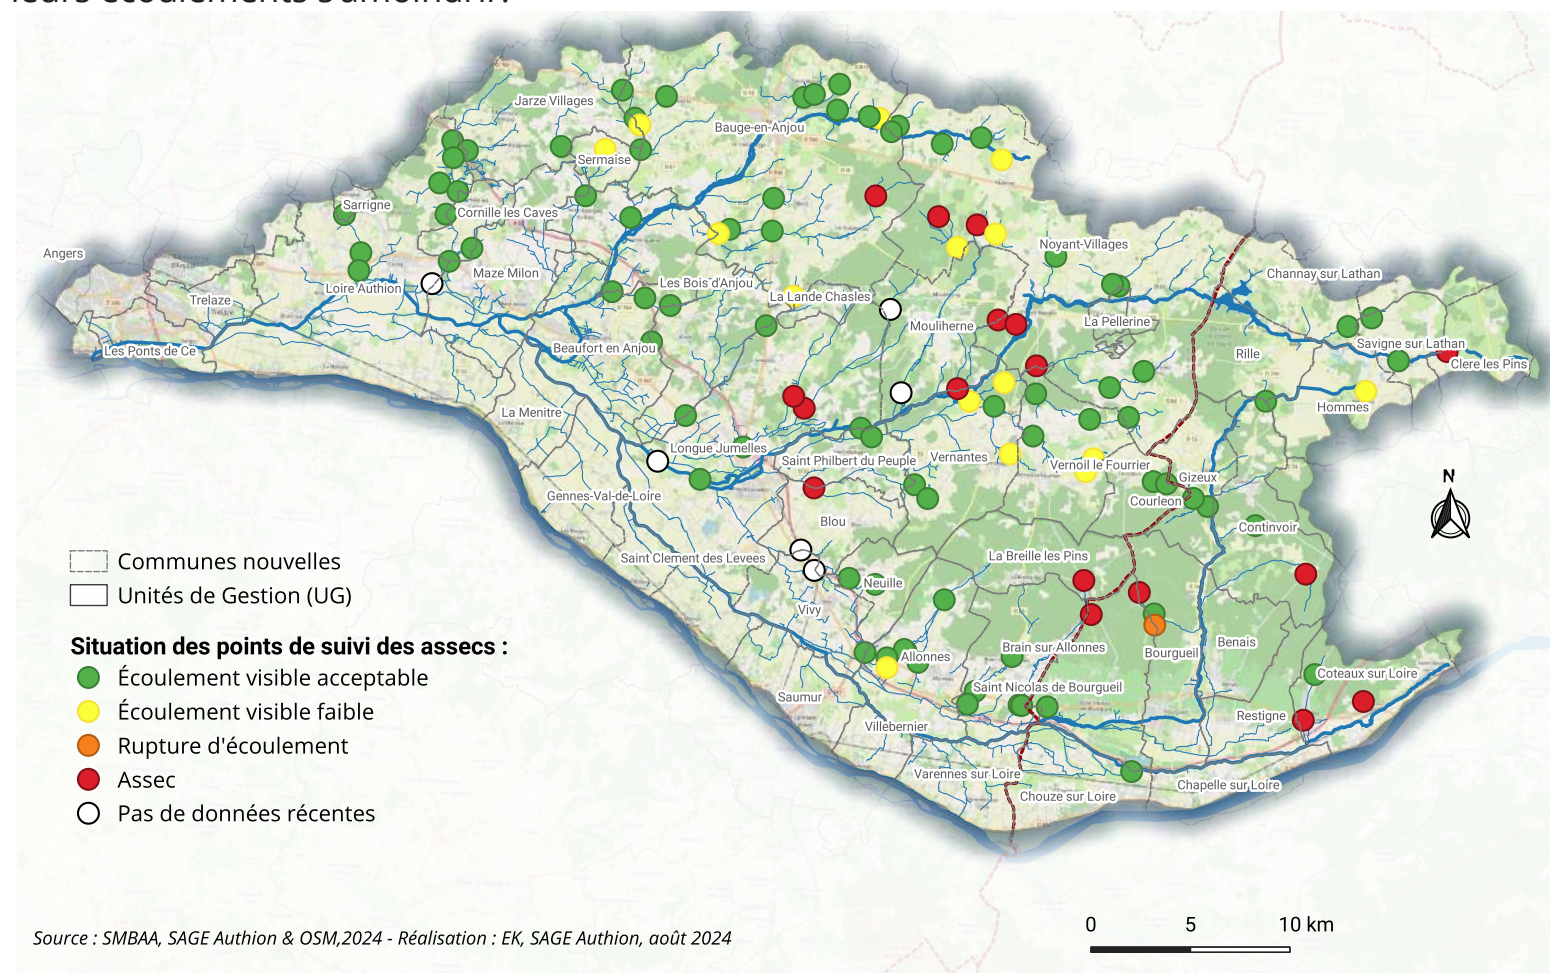 leurs écoulements s'amoindrir.
Jarze Villages
Bauge-en-Anjou
Sermaise
Sarrigne
Cornille les Caves
Angers
Noyant-Villages
Maze Milon
Channay sur Lathan
Loire Authion
Les Bois d'Anjou
Trelaze
La Lande Chasles
Mouliherne
La Pellerine
Les Ponts de Ce
Beaufort en Anjou
Rille
Savigne sur Lathan
Clere les Pins
La Menitre
Hommes
Longue Jumelles
Saint Philbert du Peuple
Vernantes
Vernoil le Fourrier
Gizeux
Gennes-Val-de-Loire
Courleon
Blou
Continvoir
Saint Clement des Levees
La Breille les Pins
Neuille
Vivy
Benais
Brain sur Allonnes
Bourgueil
Allonnes
Coteaux sur Loire
Saint Nicolas de Bourgueil
Saumur
Restigne
Villebernier
Varennes sur Loire
Chapelle sur Loire
Chouze sur Loire
N
Communes nouvelles
Unités de Gestion (UG)
Situation des points de suivi des assecs :
Écoulement visible acceptable
Écoulement visible faible
Rupture d'écoulement
Assec
Pas de données récentes
0 5 10 km
Source : SMBAA, SAGE Authion & OSM,2024 - Réalisation : EK, SAGE Authion, août 2024